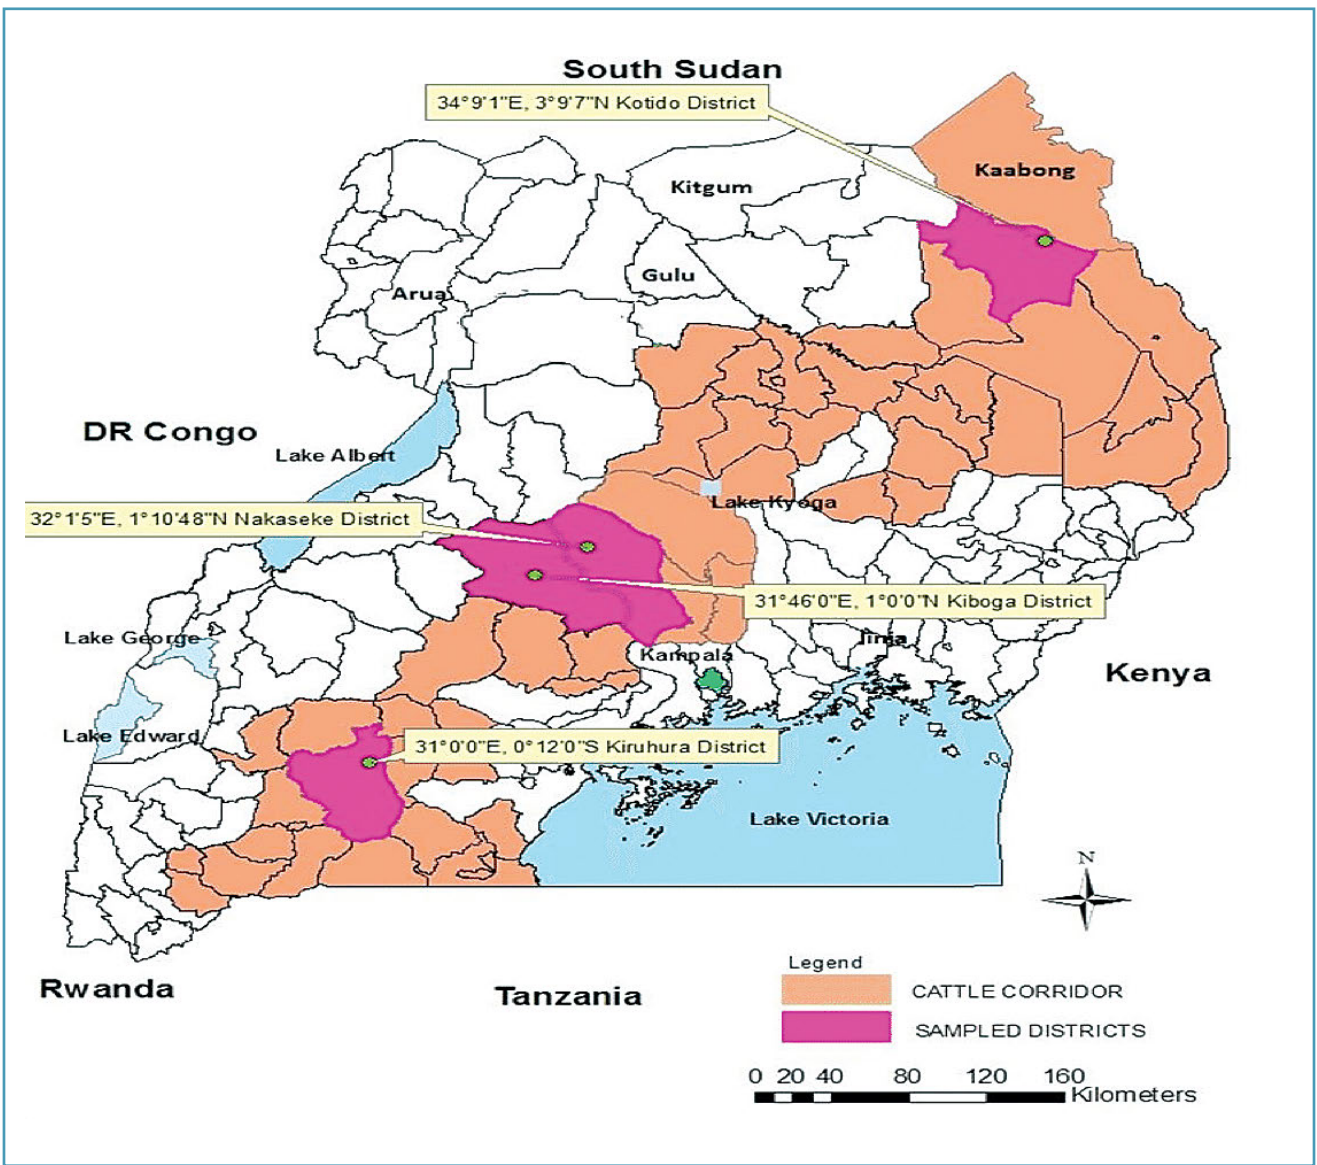 South Sudan
34°9'1"E, 3°9'7"N Kotido District
Kaabong
Kitgum
Gulu
Arua
DR Congo
Lake Albert
Lake Kyoga
32°1'5"E, 1°10'48"N Nakaseke District
31°46'0"E, 1°0'0"N Kiboga District
Lake George
Jinja
Kampala
Kenya
Lake Edward
31°0'0"E, 0°12'0"S Kiruhura District
Lake Victoria
N
Legend
Rwanda
Tanzania
CATTLE CORRIDOR
SAMPLED DISTRICTS
0 20 40 80 120 160
Kilometers